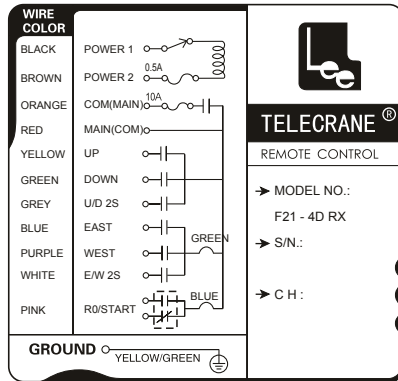 WIRE
COLOR
BLACK POWER 1
BROWN POWER 2 0.5A
ORANGE COM(MAIN) 10A
RED MAIN(COM)
YELLOW UP
GREEN DOWN
GREY U/D 2S
BLUE EAST
GREEN
PURPLE WEST
WHITE E/W 2S
BLUE
PINK R0/START
GROUND YELLOW/GREEN
Lee
TELECRANE ®
REMOTE CONTROL
MODEL NO.:
F21 - 4D RX
S/N.:
C H :